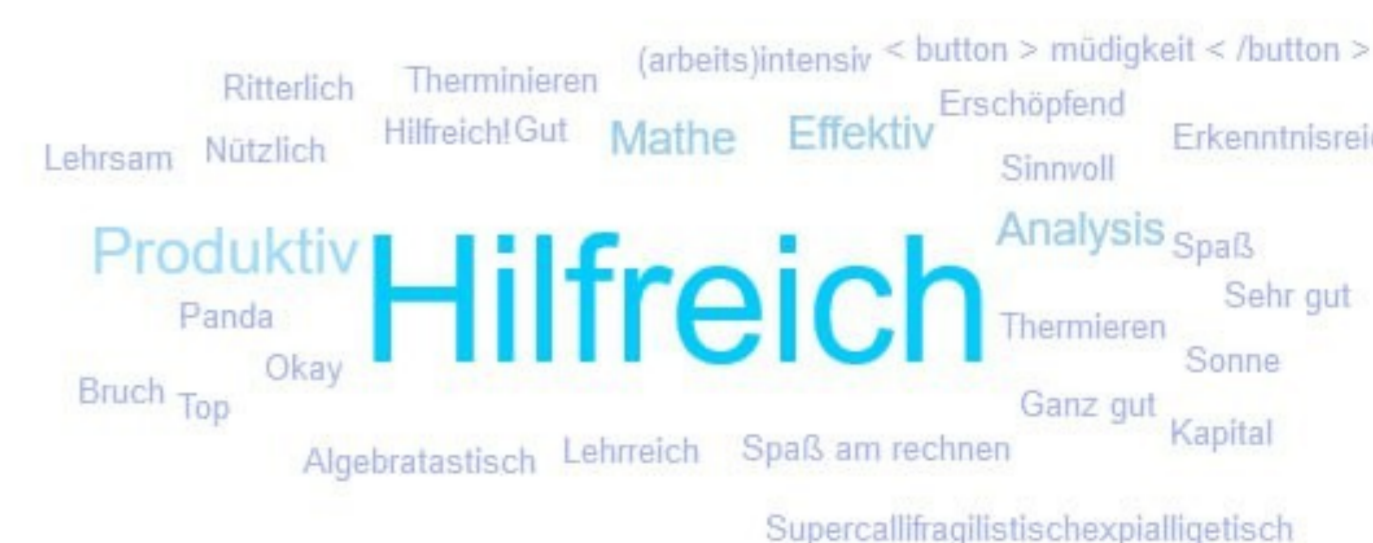 (arbeits)intensiv < button > müdigkeit < /button >
Ritterlich Therminieren Erschöpfend
Lehrsam Nützlich Hilfreich! Gut Mathe Effektiv Sinnvoll Erkenntnisreic
Produktiv Hilfreich Analysis Spaß
Panda Thermieren Sehr gut
Okay Sonne
Bruch Top Ganz gut Kapital
Algebratastisch Lehrreich Spaß am rechnen
Supercallifragilistischexpialligetisch